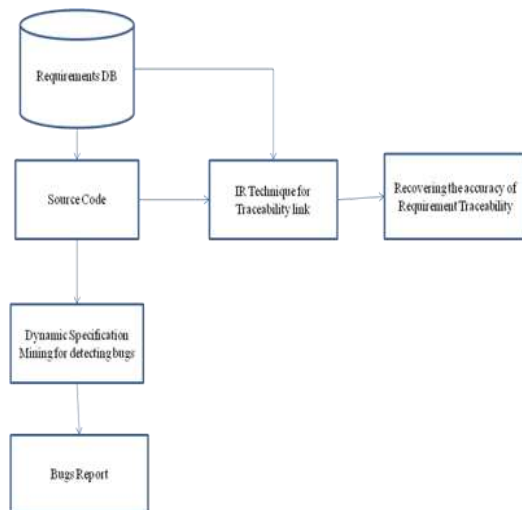 Requirements DB
Source Code
IR Technique for
Traceability link
Recovering the accuracy of
Requirement Traceability
Dynamic Specification
Mining for detecting bugs
Bugs Report